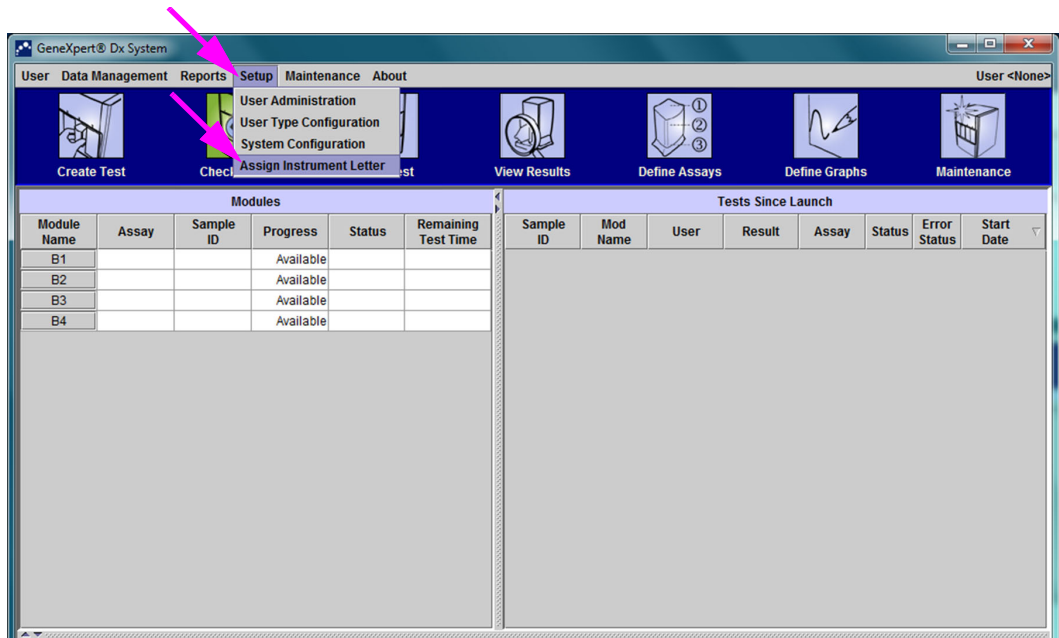 GeneXpert® Dx System
User Data Management Reports Setup Maintenance About User <None>
User Administration
User Type Configuration
System Configuration
Assign Instrument Letter
① ② ③
Create Test View Results Define Assays Define Graphs Maintenance
Modules
Module Name Assay Sample ID Progress Status Remaining Test Time
B1 Available
B2 Available
B3 Available
B4 Available
Tests Since Launch
Sample ID Mod Name User Result Assay Status Error Status Start Date